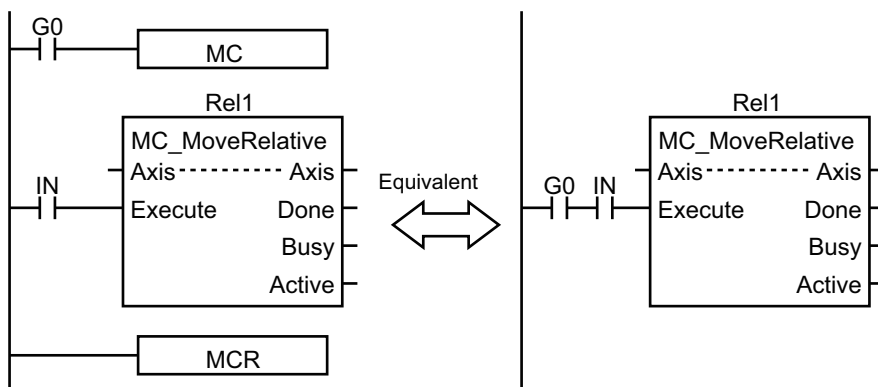 G0
MC
Rel1
MC_MoveRelative
Axis Axis
IN
Execute Done
Busy
Active
MCR
Equivalent
Rel1
MC_MoveRelative
Axis Axis
G0 IN
Execute Done
Busy
Active